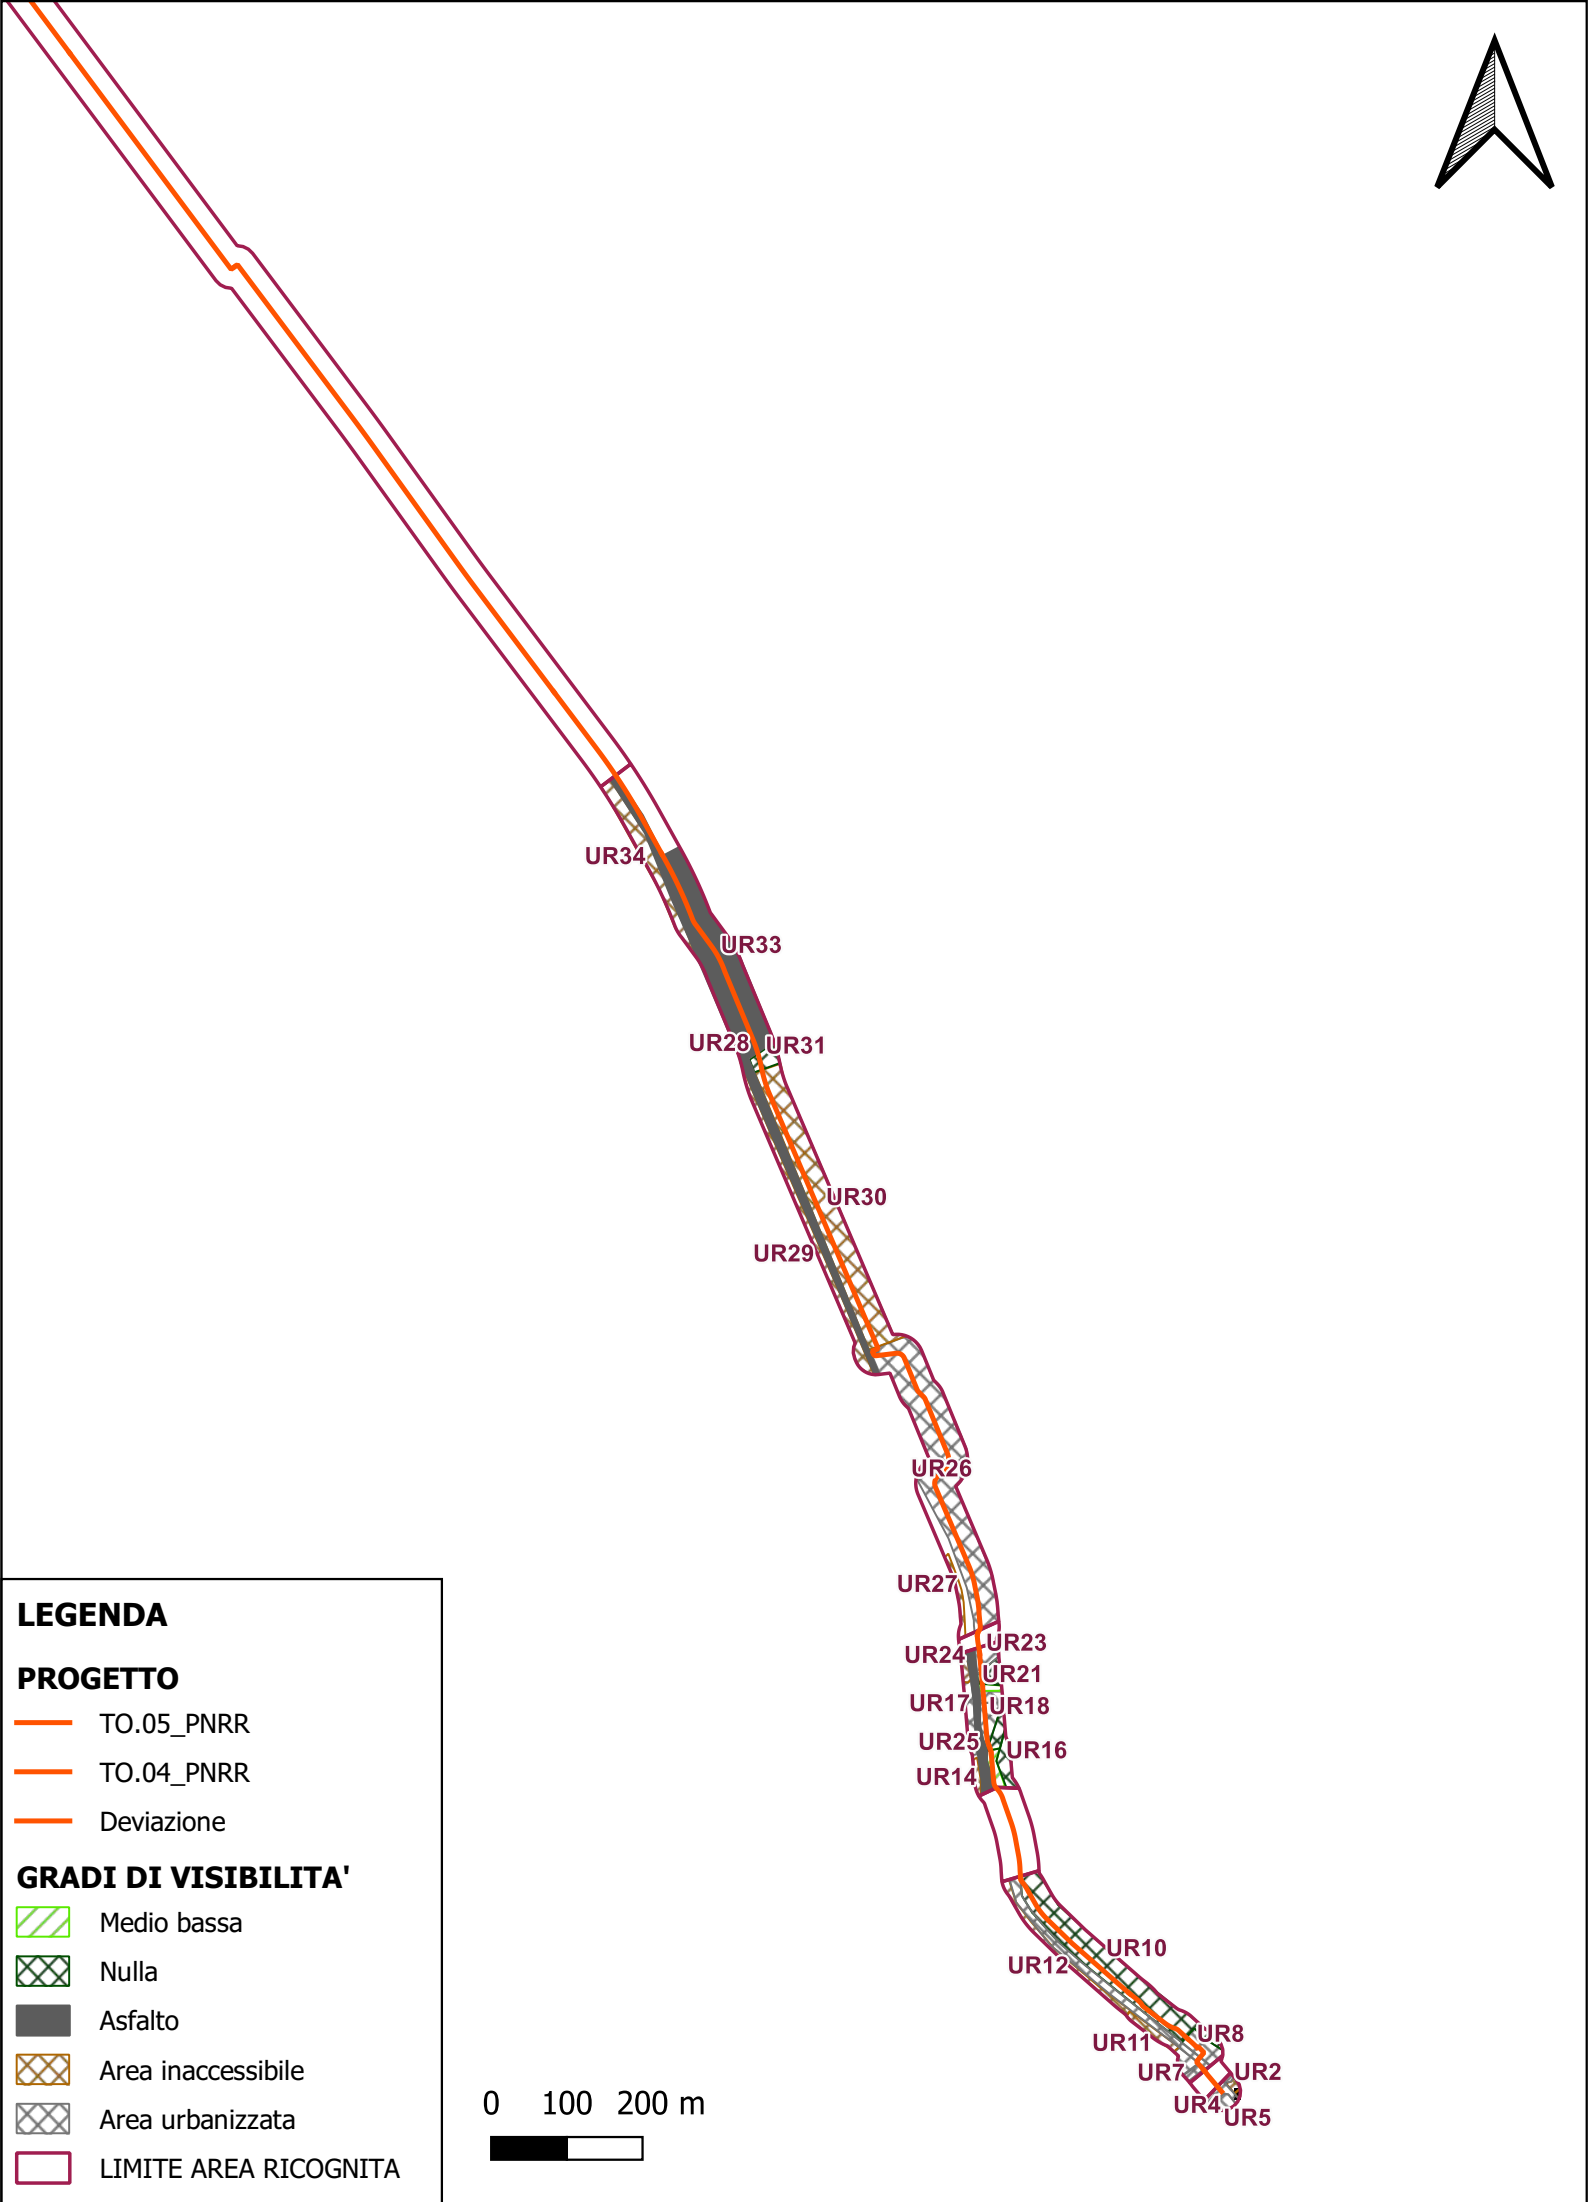 UR34
UR33
UR28
UR31
UR30
UR29
UR26
UR27
UR23
UR24
UR21
UR17
UR18
UR25
UR16
UR14
UR10
UR12
UR8
UR11
UR7
UR2
UR4
UR5
LEGENDA
PROGETTO
TO.05_PNRR
TO.04_PNRR
Deviazione
GRADI DI VISIBILITA'
Medio bassa
Nulla
Asfalto
Area inaccessibile
Area urbanizzata
LIMITE AREA RICOGNITA
0 100 200 m